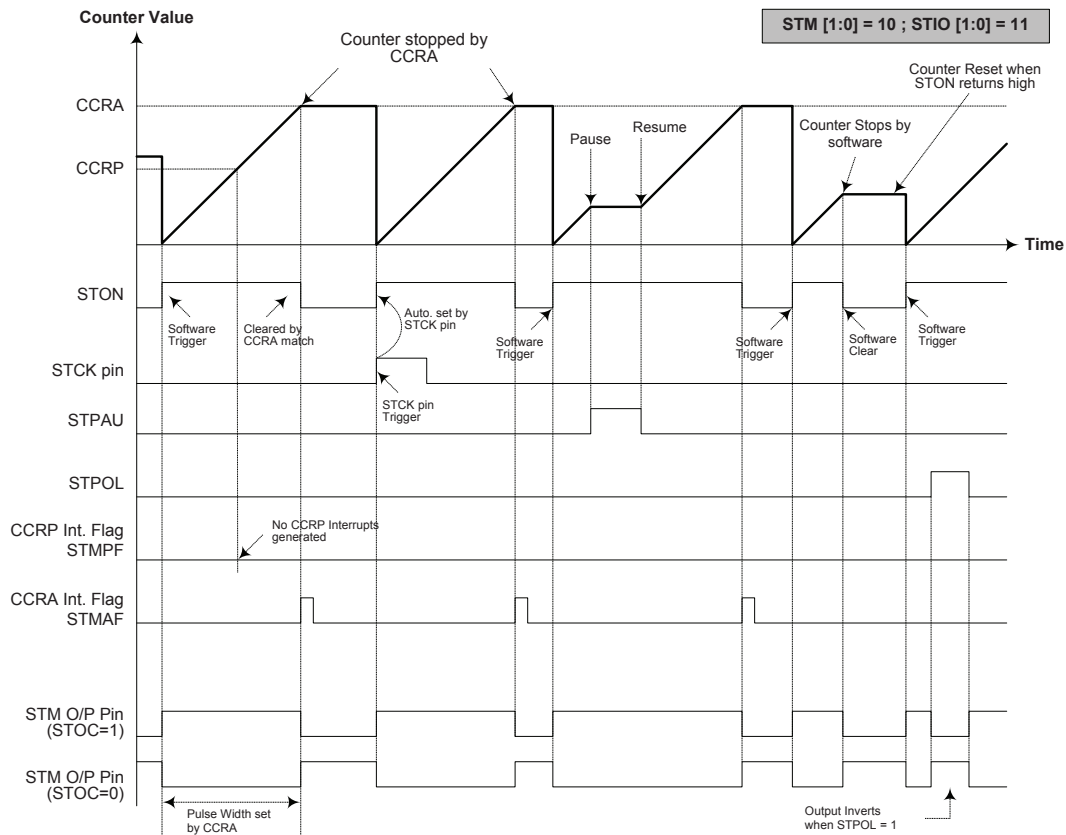 Counter Value
STM [1:0] = 10 ; STIO [1:0] = 11
Counter stopped by
CCRA
Counter Reset when
STON returns high
CCRA
Pause
Resume
Counter Stops by
software
CCRP
Time
STON
Software
Trigger
Cleared by
CCRA match
Auto. set by
STCK pin
Software
Trigger
Software
Trigger
Software
Clear
Software
Trigger
STCK pin
STCK pin
Trigger
STPAU
STPOL
No CCRP Interrupts
generated
CCRP Int. Flag
STMPF
CCRA Int. Flag
STMAF
STM O/P Pin
(STOC=1)
STM O/P Pin
(STOC=0)
Pulse Width set
by CCRA
Output Inverts
when STPOL = 1